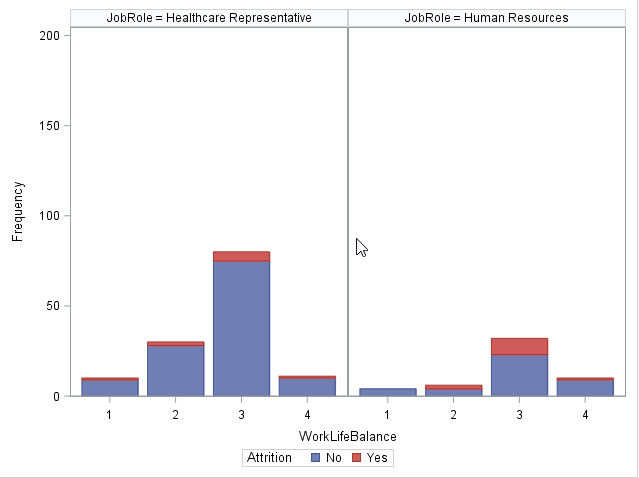 JobRole = Healthcare Representative
JobRole = Human Resources
200
150
100
50
0
Frequency
1 2 3 4 1 2 3 4
WorkLifeBalance
Attrition No Yes